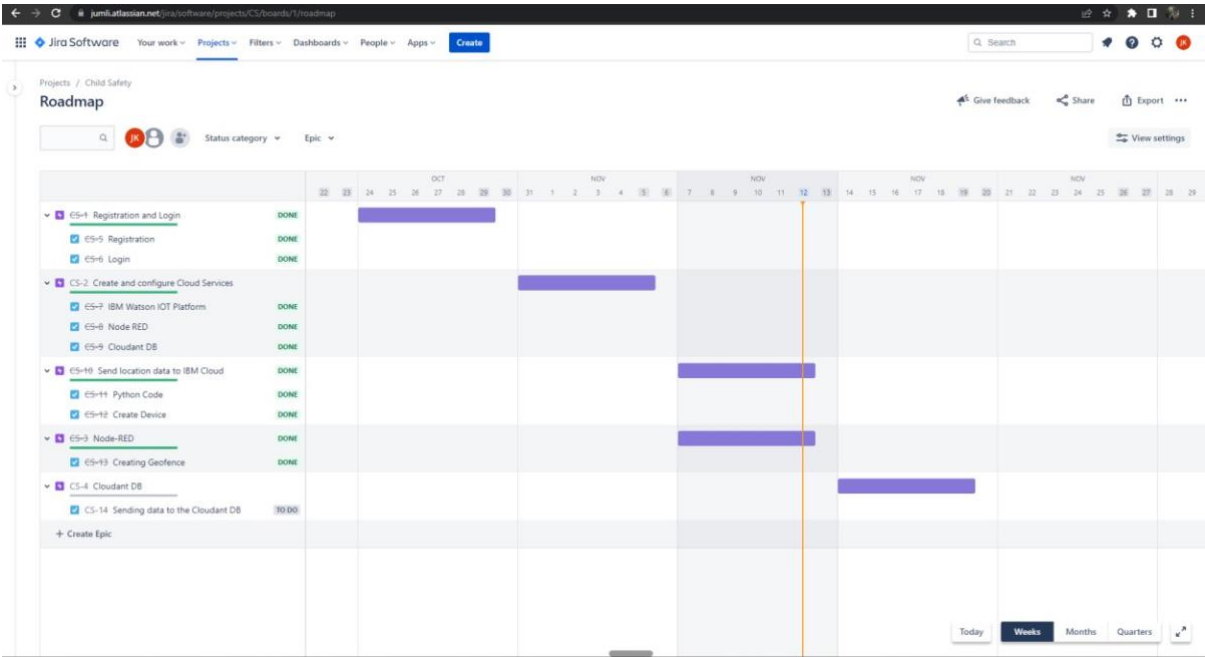 jumli.atlassian.net/jira/software/projects/CS/boards/1/roadmap
Jira Software Your work Projects Filters Dashboards People Apps Create Search JK
Projects / Child Safety
Roadmap Give feedback Share Export
JK Status category Epic View settings
OCT NOV NOV NOV NOV
22 23 24 25 26 27 28 29 30 31 1 2 3 4 5 6 7 8 9 10 11 12 13 14 15 16 17 18 19 20 21 22 23 24 25 26 27 28 29
CS-1 Registration and Login DONE
CS-5 Registration DONE
CS-6 Login DONE
CS-2 Create and configure Cloud Services
CS-7 IBM Watson IOT Platform DONE
CS-8 Node RED DONE
CS-9 Cloudant DB DONE
CS-10 Send location data to IBM Cloud DONE
CS-11 Python Code DONE
CS-12 Create Device DONE
CS-3 Node-RED DONE
CS-13 Creating Geofence DONE
CS-4 Cloudant DB
CS-14 Sending data to the Cloudant DB TO DO
+ Create Epic
Today Weeks Months Quarters